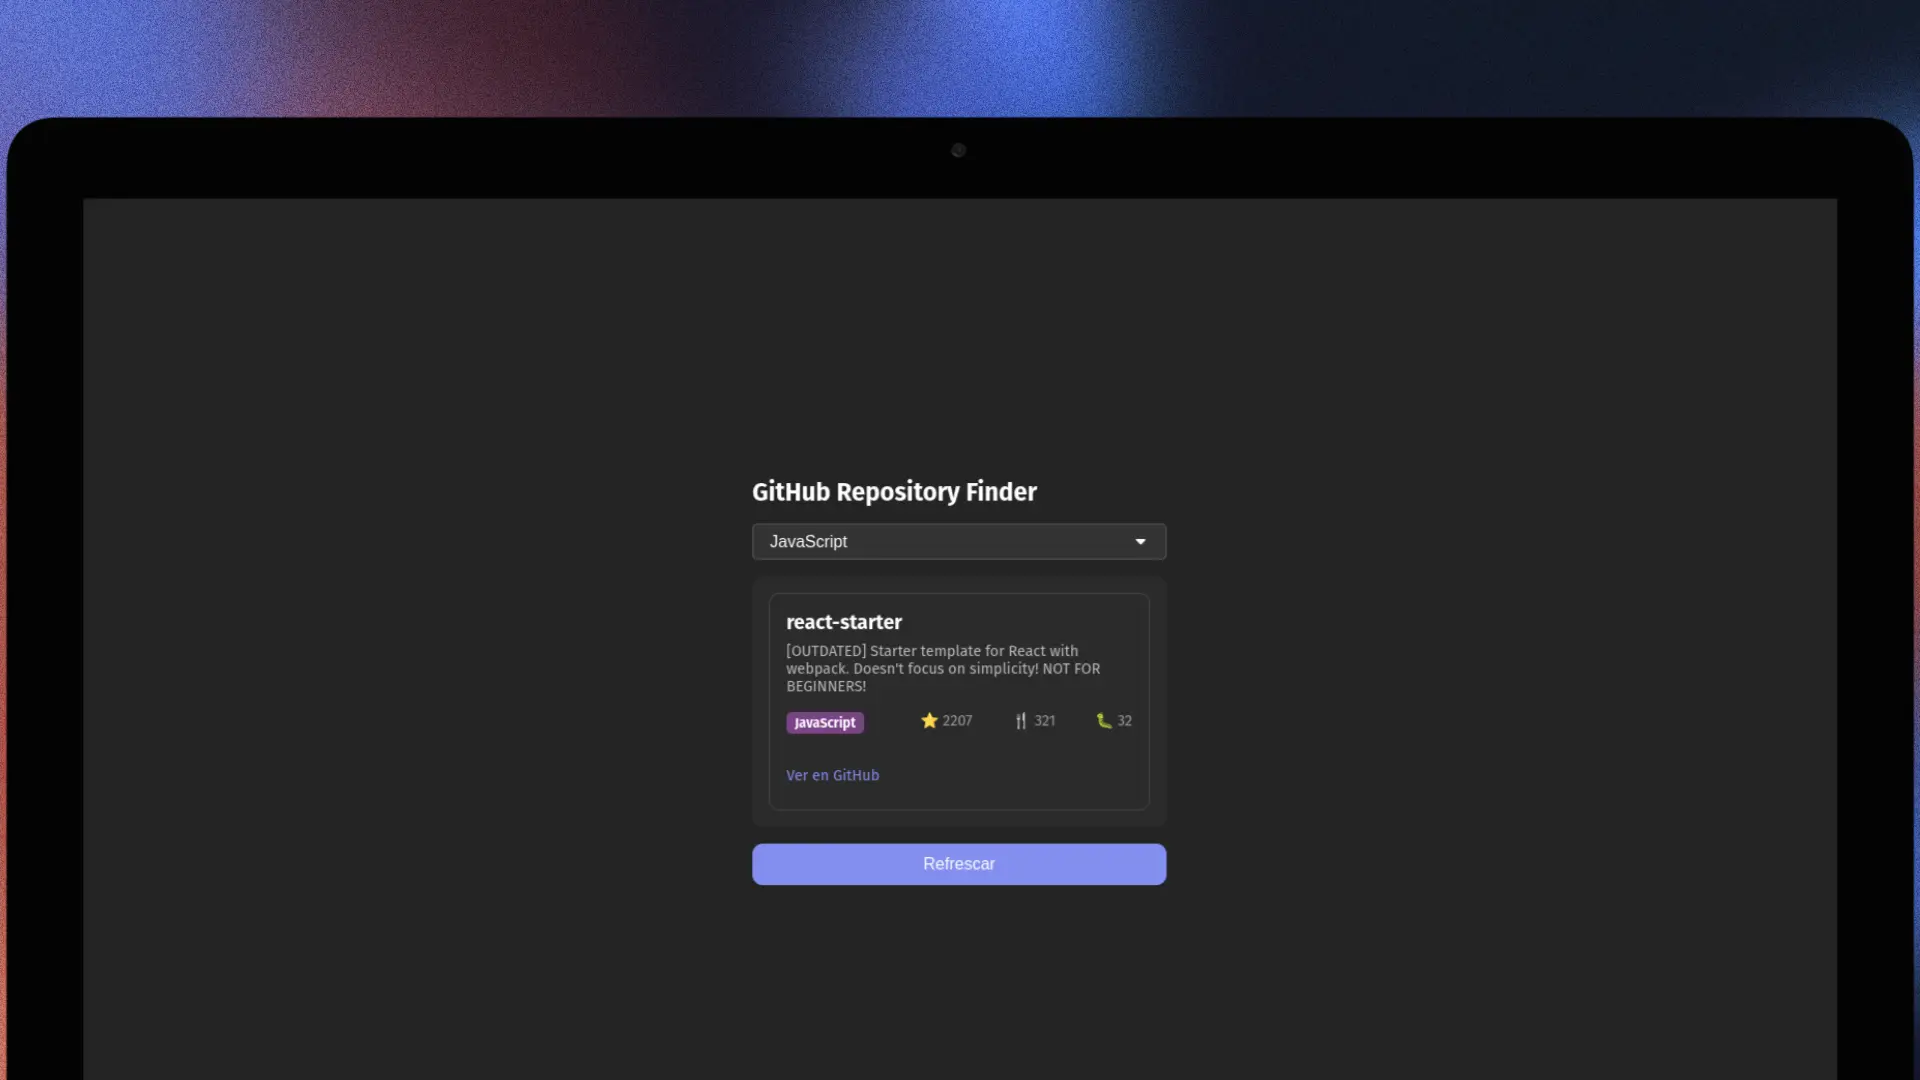 GitHub Repository Finder
JavaScript
react-starter
[OUTDATED] Starter template for React with
webpack. Doesn't focus on simplicity! NOT FOR
BEGINNERS!
JavaScript ⭐ 2207 🍴 321 🐛 32
Ver en GitHub
Refrescar